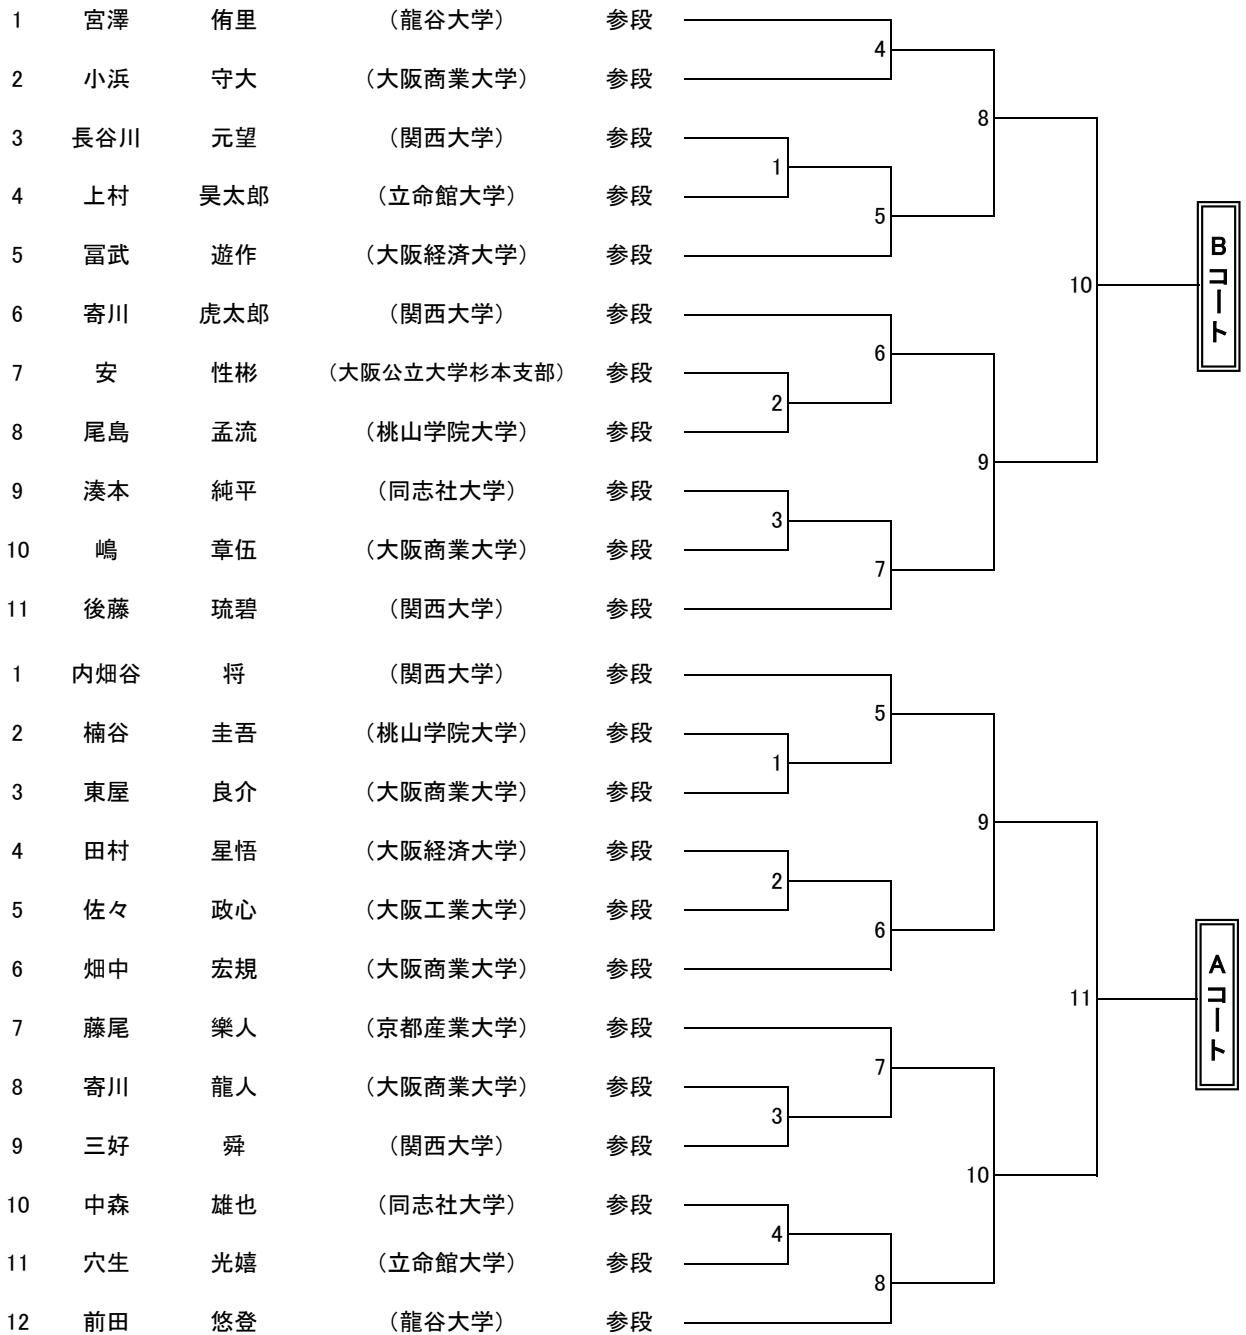 1 宮澤 侑里 （龍谷大学） 参段
4
2 小浜 守大 （大阪商業大学） 参段
8
3 長谷川 元望 （関西大学） 参段
1
4 上村 昊太郎 （立命館大学） 参段
5
5 冨武 遊作 （大阪経済大学） 参段
Bコート
10
6 寄川 虎太郎 （関西大学） 参段
6
7 安 性彬 （大阪公立大学杉本支部） 参段
2
8 尾島 孟流 （桃山学院大学） 参段
9
9 湊本 純平 （同志社大学） 参段
3
10 嶋 章伍 （大阪商業大学） 参段
7
11 後藤 琉碧 （関西大学） 参段
1 内畑谷 将 （関西大学） 参段
5
2 楠谷 圭吾 （桃山学院大学） 参段
1
3 東屋 良介 （大阪商業大学） 参段
9
4 田村 星悟 （大阪経済大学） 参段
2
5 佐々 政心 （大阪工業大学） 参段
6
6 畑中 宏規 （大阪商業大学） 参段
Aコート
11
7 藤尾 樂人 （京都産業大学） 参段
7
8 寄川 龍人 （大阪商業大学） 参段
3
9 三好 舜 （関西大学） 参段
10
10 中森 雄也 （同志社大学） 参段
4
11 穴生 光嬉 （立命館大学） 参段
8
12 前田 悠登 （龍谷大学） 参段